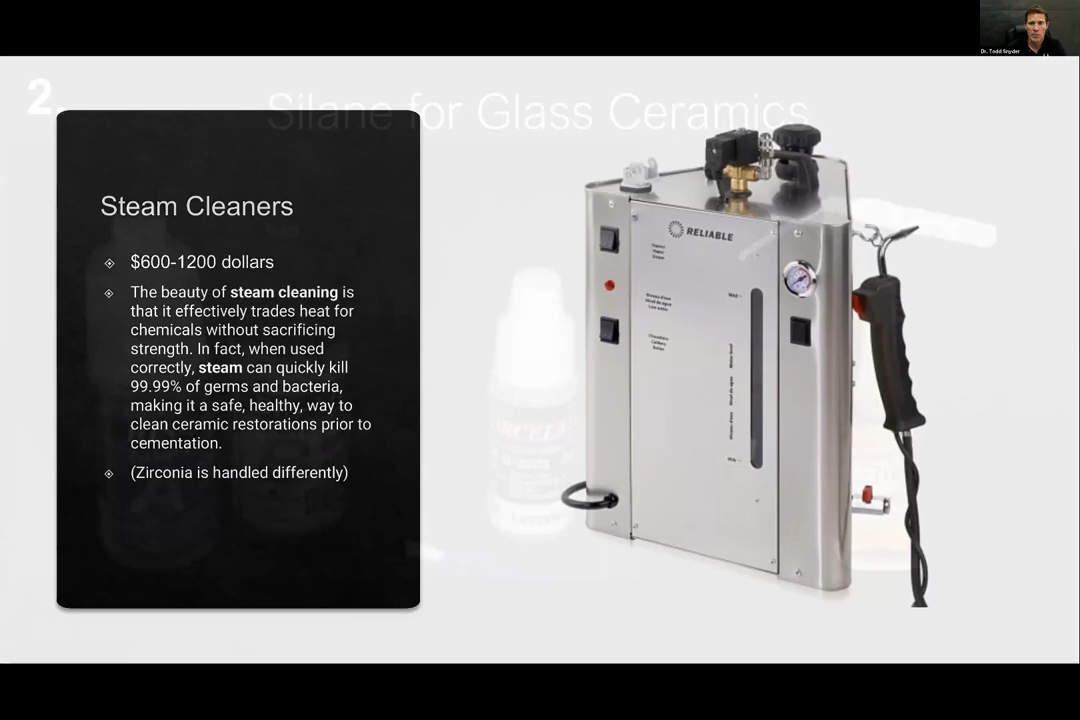 Dr. Todd Snyder
2.
Silane for Glass Ceramics
Steam Cleaners
$600-1200 dollars
The beauty of steam cleaning is
that it effectively trades heat for
chemicals without sacrificing
strength. In fact, when used
correctly, steam can quickly kill
99.99% of germs and bacteria,
making it a safe, healthy, way to
clean ceramic restorations prior to
cementation.
(Zirconia is handled differently)
RELIABLE
MAX